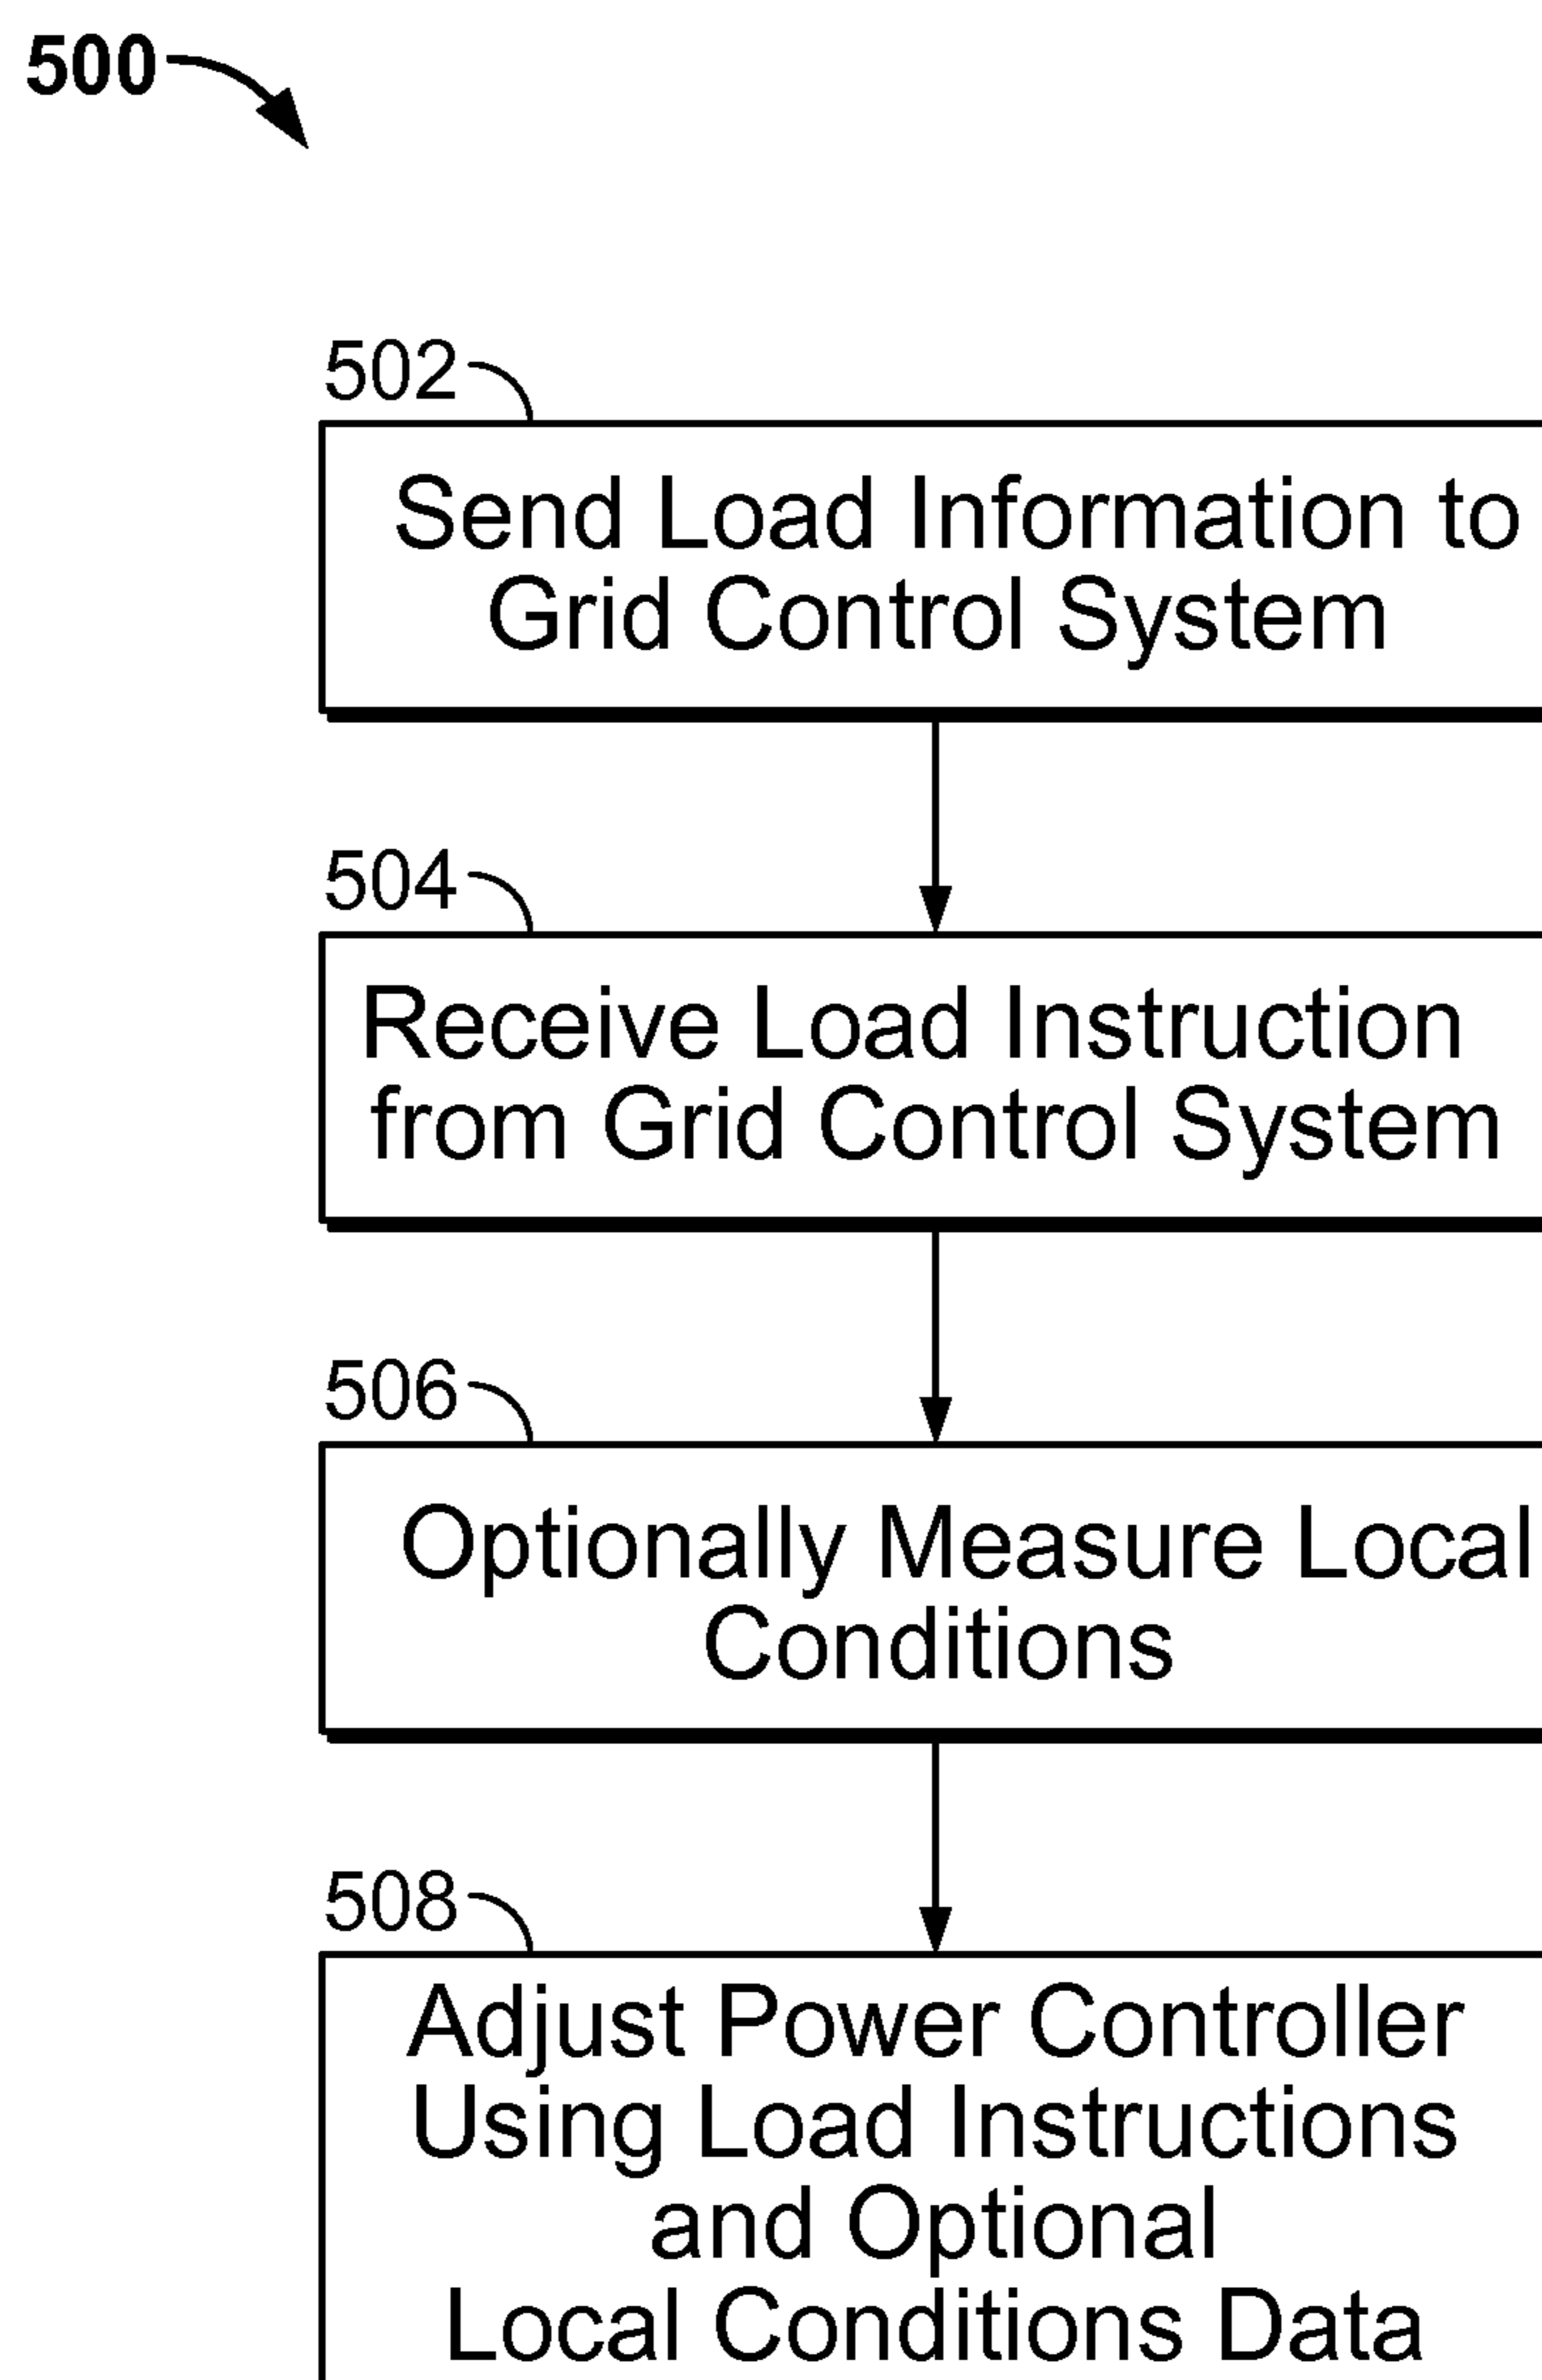 500
502
Send Load Information to
Grid Control System
504
Receive Load Instruction
from Grid Control System
506
Optionally Measure Local
Conditions
508
Adjust Power Controller
Using Load Instructions
and Optional
Local Conditions Data